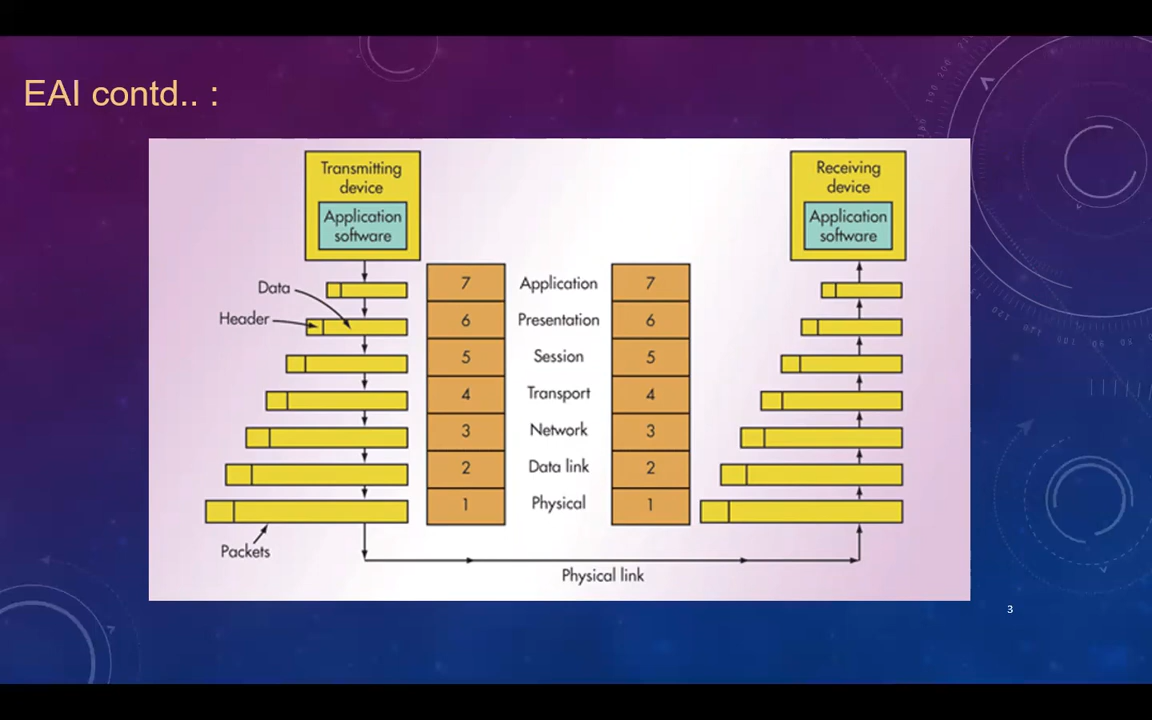 EAI contd.. :
Transmitting
device
Application
software
Receiving
device
Application
software
Data
Header
7 Application 7
6 Presentation 6
5 Session 5
4 Transport 4
3 Network 3
2 Data link 2
1 Physical 1
Packets
Physical link
3